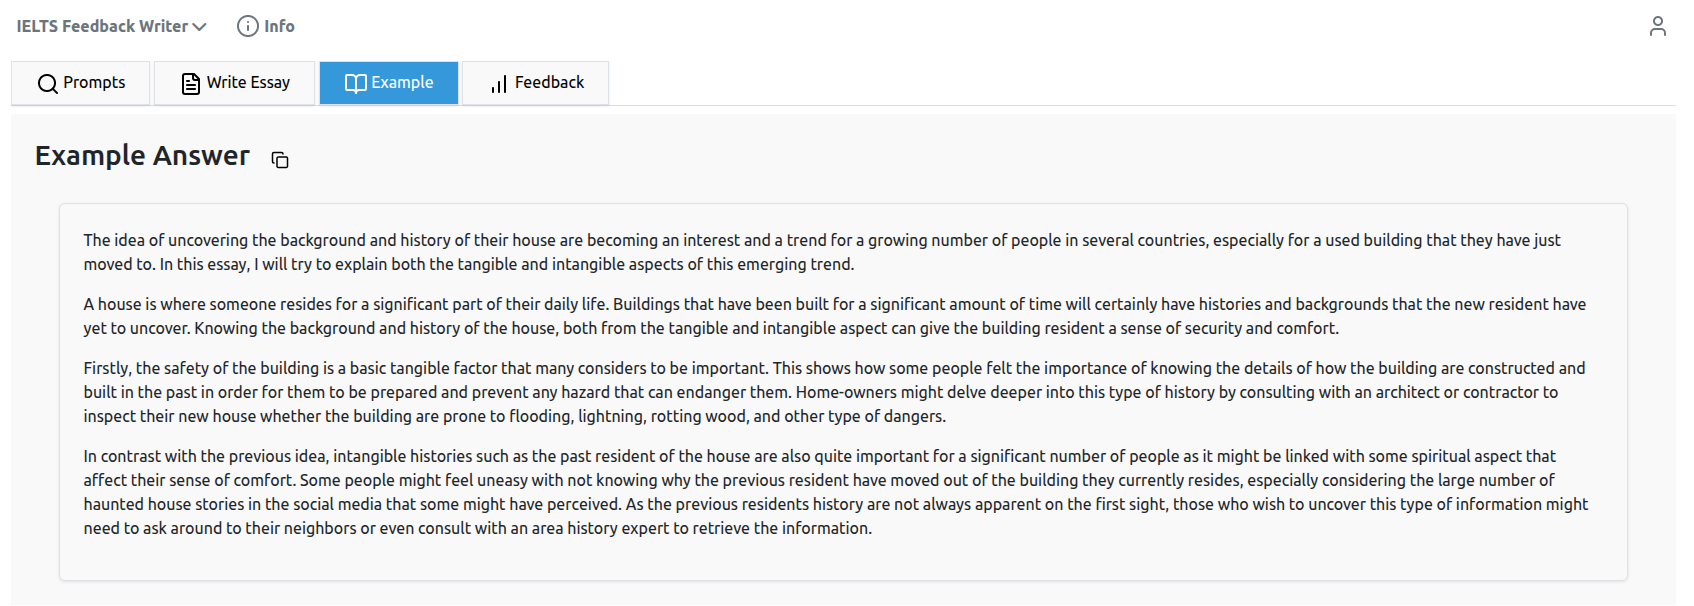 IELTS Feedback Writer
Info
Prompts
Write Essay
Example
Feedback
Example Answer
The idea of uncovering the background and history of their house are becoming an interest and a trend for a growing number of people in several countries, especially for a used building that they have just
moved to. In this essay, I will try to explain both the tangible and intangible aspects of this emerging trend.
A house is where someone resides for a significant part of their daily life. Buildings that have been built for a significant amount of time will certainly have histories and backgrounds that the new resident have
yet to uncover. Knowing the background and history of the house, both from the tangible and intangible aspect can give the building resident a sense of security and comfort.
Firstly, the safety of the building is a basic tangible factor that many considers to be important. This shows how some people felt the importance of knowing the details of how the building are constructed and
built in the past in order for them to be prepared and prevent any hazard that can endanger them. Home-owners might delve deeper into this type of history by consulting with an architect or contractor to
inspect their new house whether the building are prone to flooding, lightning, rotting wood, and other type of dangers.
In contrast with the previous idea, intangible histories such as the past resident of the house are also quite important for a significant number of people as it might be linked with some spiritual aspect that
affect their sense of comfort. Some people might feel uneasy with not knowing why the previous resident have moved out of the building they currently resides, especially considering the large number of
haunted house stories in the social media that some might have perceived. As the previous residents history are not always apparent on the first sight, those who wish to uncover this type of information might
need to ask around to their neighbors or even consult with an area history expert to retrieve the information.